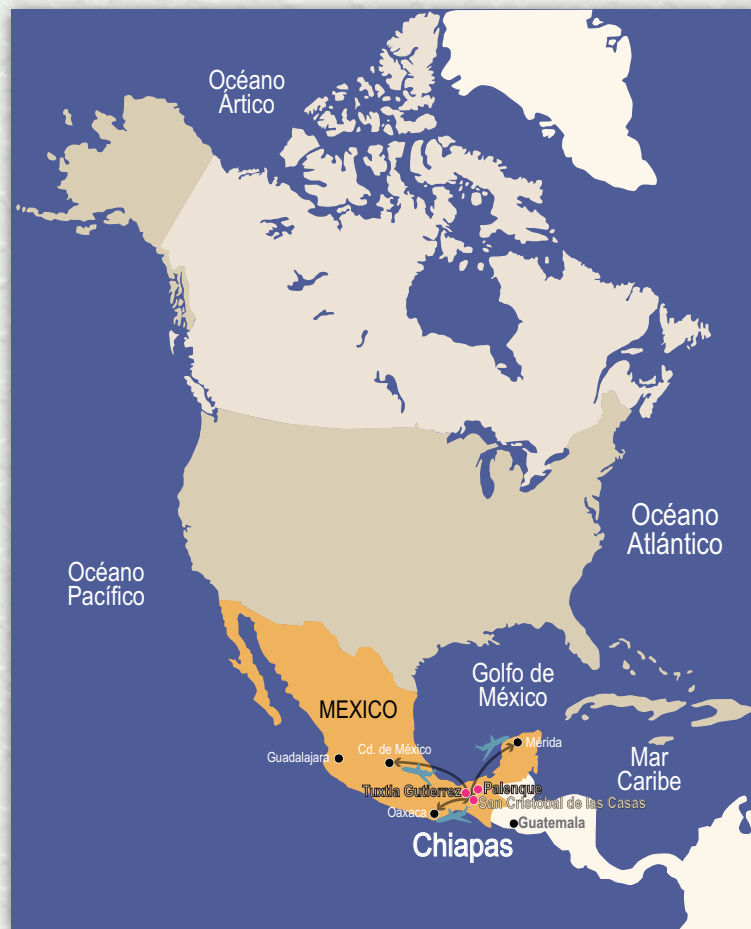 Océano
Ártico
Océano
Atlántico
Océano
Pacífico
Golfo de
México
MEXICO
Mérida
Cd. de México
Guadalajara
Mar
Caribe
Palenque
Tuxtla Gutierrez
San Cristobal de las Casas
Oaxaca
Guatemala
Chiapas